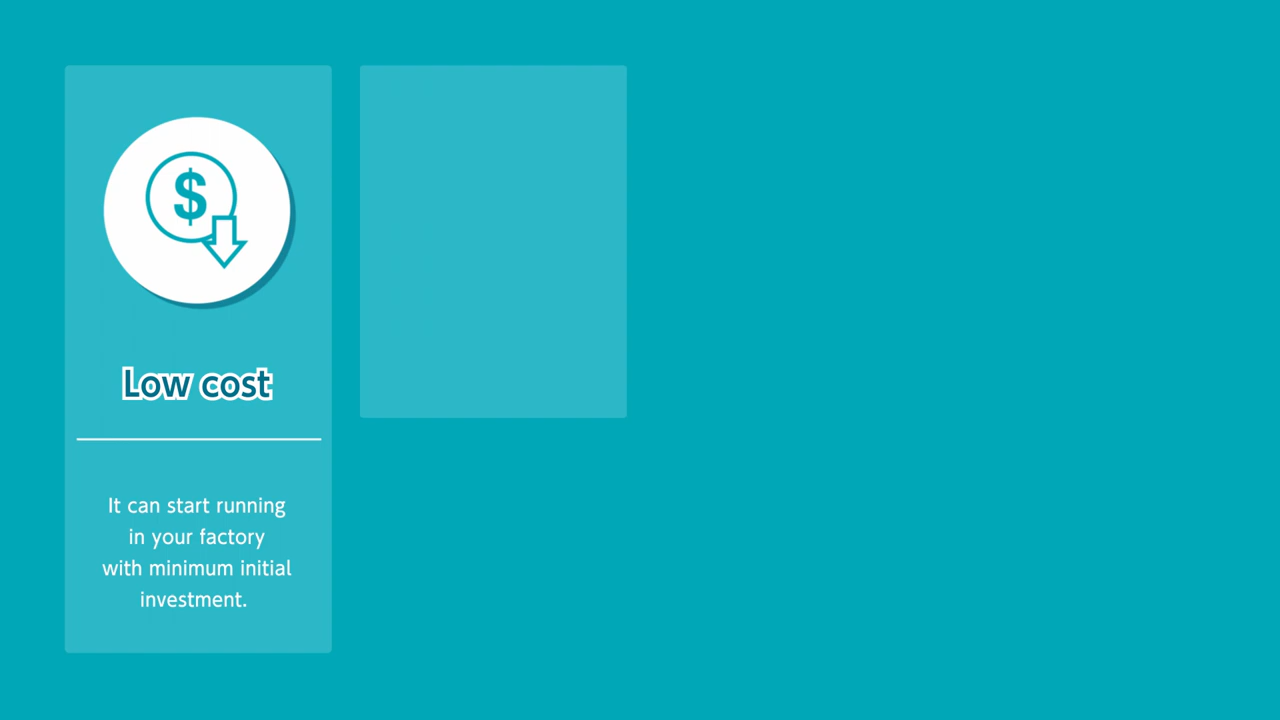 $
Low cost
It can start running
in your factory
with minimum initial
investment.